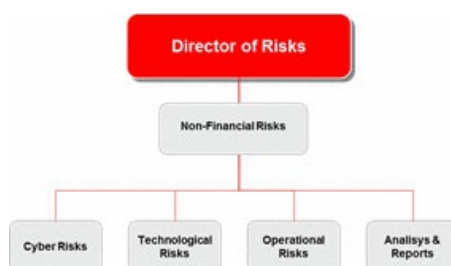 Director of Risks
Non-Financial Risks
Cyber Risks
Technological
Risks
Operational
Risks
Analisys &
Reports